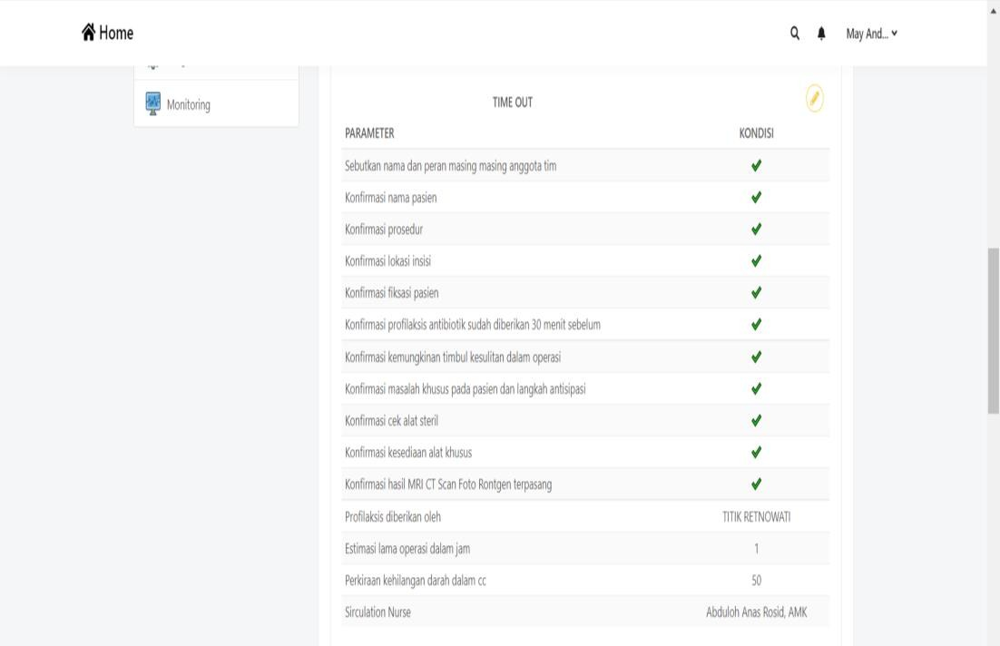 Home
May And...
Monitoring
TIME OUT
PARAMETER KONDISI
Sebutkan nama dan peran masing masing anggota tim
Konfirmasi nama pasien
Konfirmasi prosedur
Konfirmasi lokasi insisi
Konfirmasi fiksasi pasien
Konfirmasi profilaksis antibiotik sudah diberikan 30 menit sebelum
Konfirmasi kemungkinan timbul kesulitan dalam operasi
Konfirmasi masalah khusus pada pasien dan langkah antisipasi
Konfirmasi cek alat steril
Konfirmasi kesediaan alat khusus
Konfirmasi hasil MRI CT Scan Foto Rontgen terpasang
Profilaksis diberikan oleh TITIK RETNOWATI
Estimasi lama operasi dalam jam 1
Perkiraan kehilangan darah dalam cc 50
Sirculation Nurse Abduloh Anas Rosid, AMK